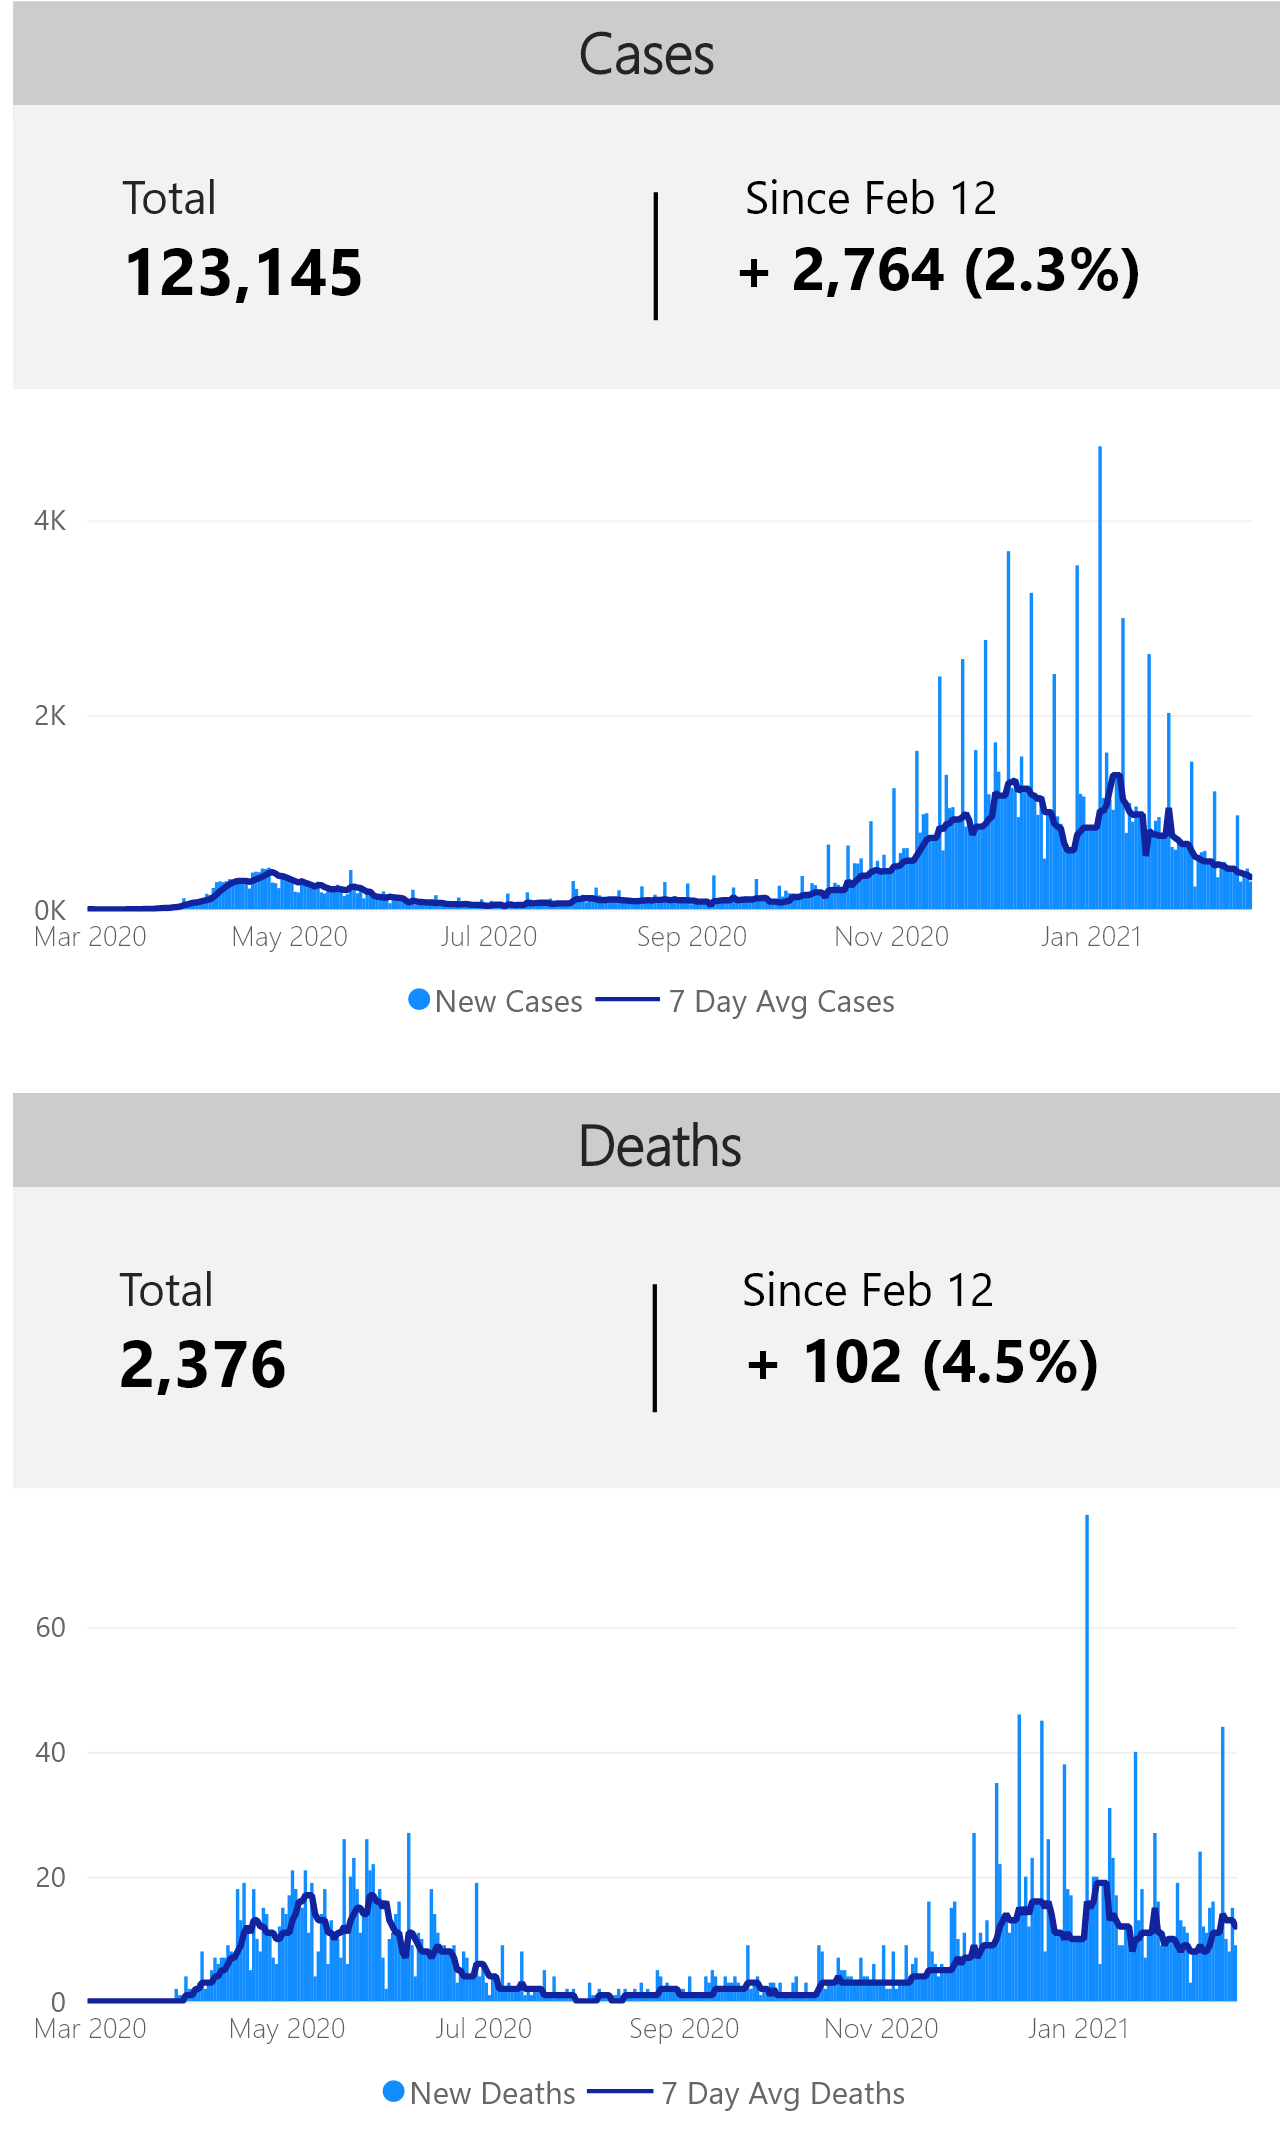 Cases
Total
Since Feb 12
123,145
+ 2,764 (2.3%)
4K
2K
0K
Mar 2020 May 2020 Jul 2020 Sep 2020 Nov 2020 Jan 2021
New Cases 7 Day Avg Cases
Deaths
Total
Since Feb 12
2,376
+ 102 (4.5%)
60
40
20
0
Mar 2020 May 2020 Jul 2020 Sep 2020 Nov 2020 Jan 2021
New Deaths 7 Day Avg Deaths